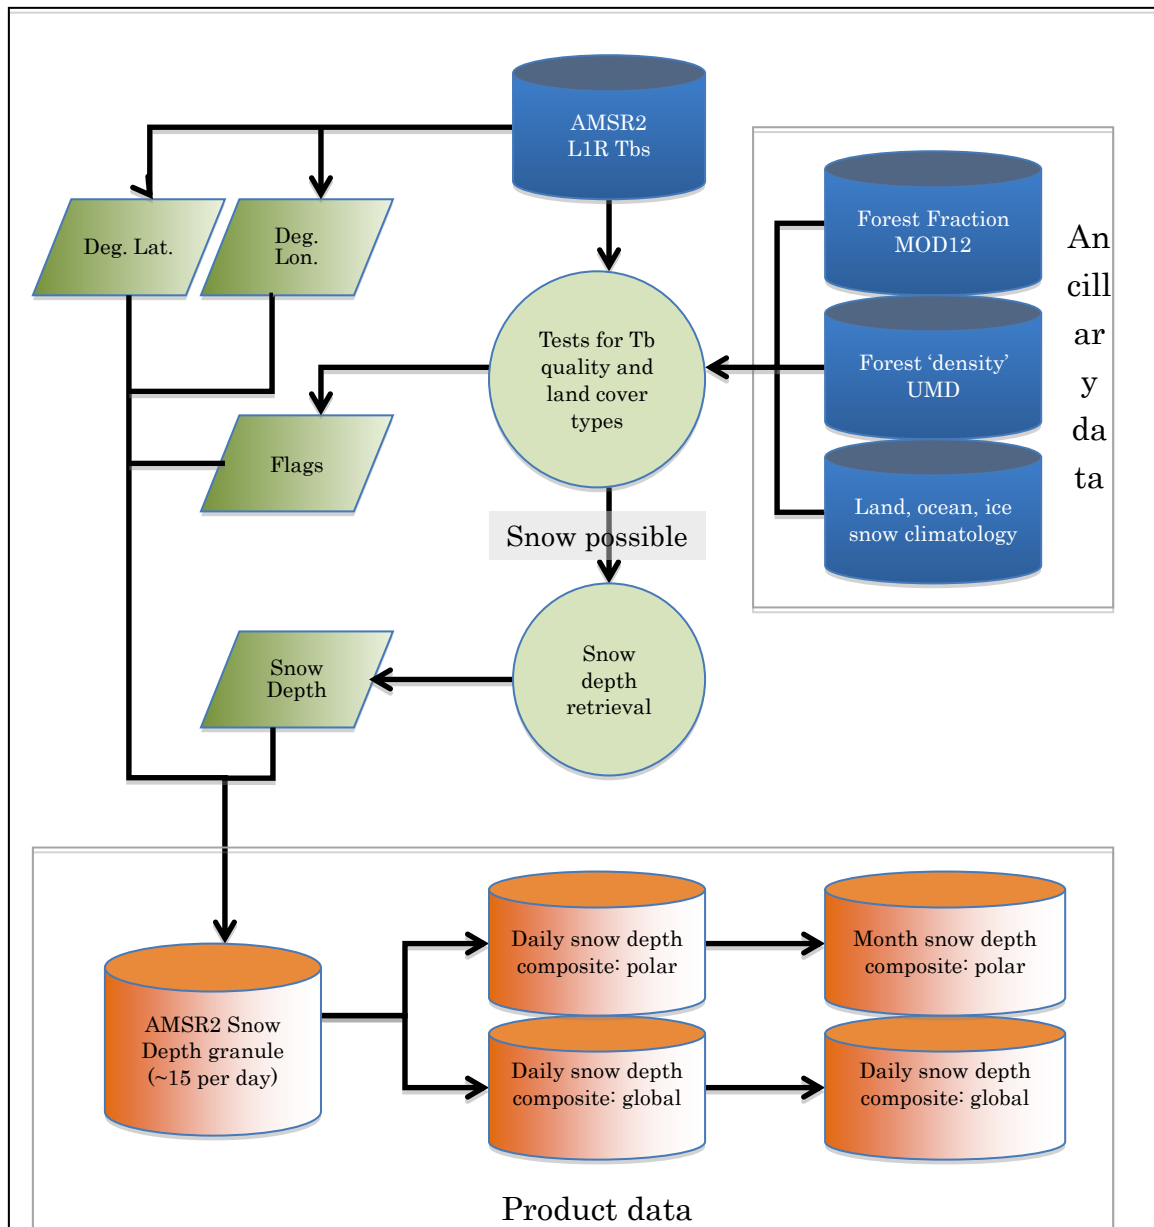 AMSR2
L1R Tbs
Deg. Lat.
Deg.
Lon.
Forest Fraction
MOD12
Forest ‘density’
UMD
Land, ocean, ice
snow climatology
An
cill
ar
y
da
ta
Tests for Tb
quality and
land cover
types
Flags
Snow possible
Snow
Depth
Snow
depth
retrieval
AMSR2 Snow
Depth granule
(~15 per day)
Daily snow depth
composite: polar
Month snow depth
composite: polar
Daily snow depth
composite: global
Daily snow depth
composite: global
Product data